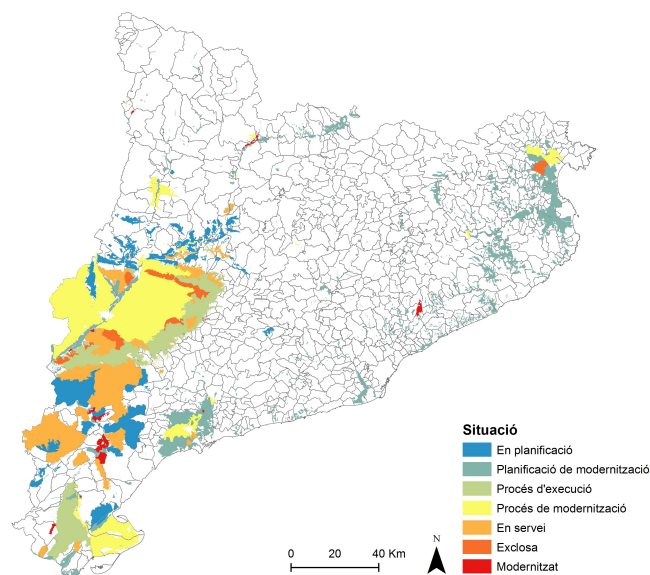 Situació
En planificació
Planificació de modernització
Procés d'execució
Procés de modernització
En servei
Exclosa
Modernitzat
N
0 20 40 Km